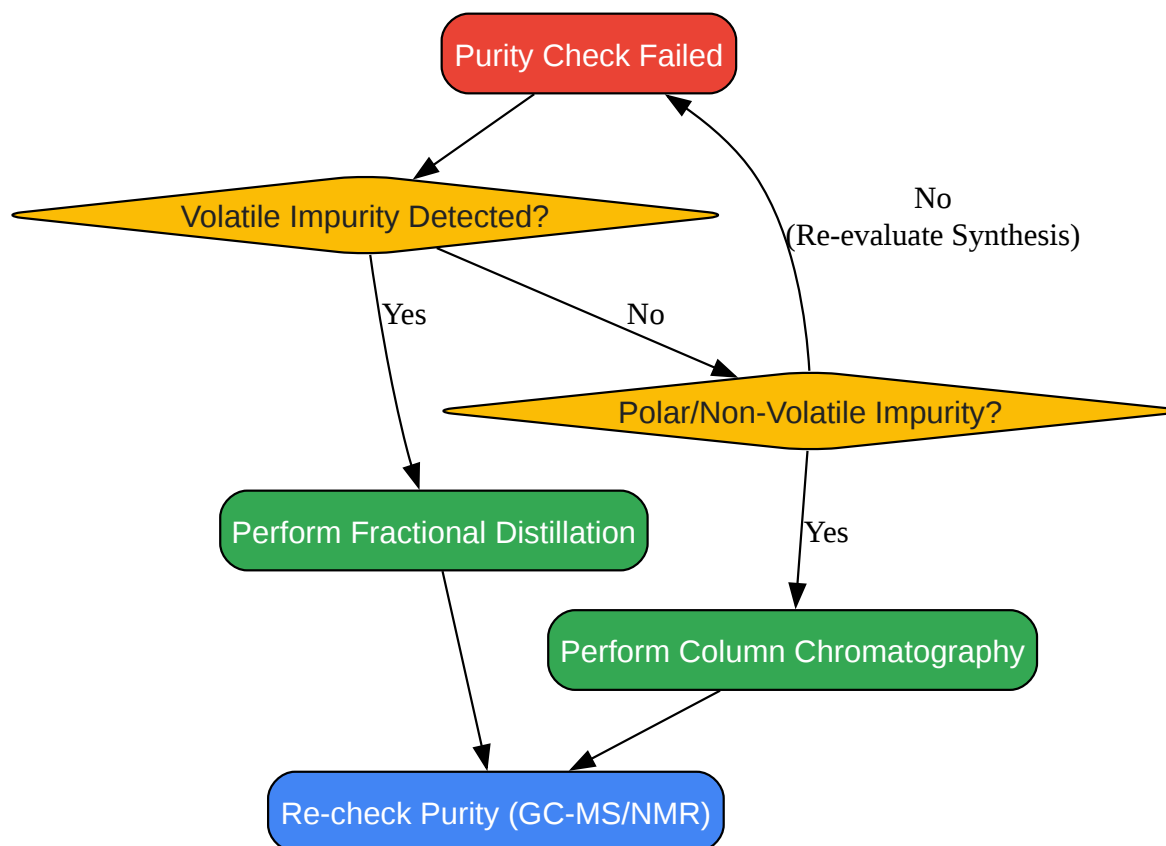 Purity Check Failed
No
(Re-evaluate Synthesis)
Volatile Impurity Detected?
Yes
No
Polar/Non-Volatile Impurity?
Perform Fractional Distillation
Yes
Perform Column Chromatography
Re-check Purity (GC-MS/NMR)